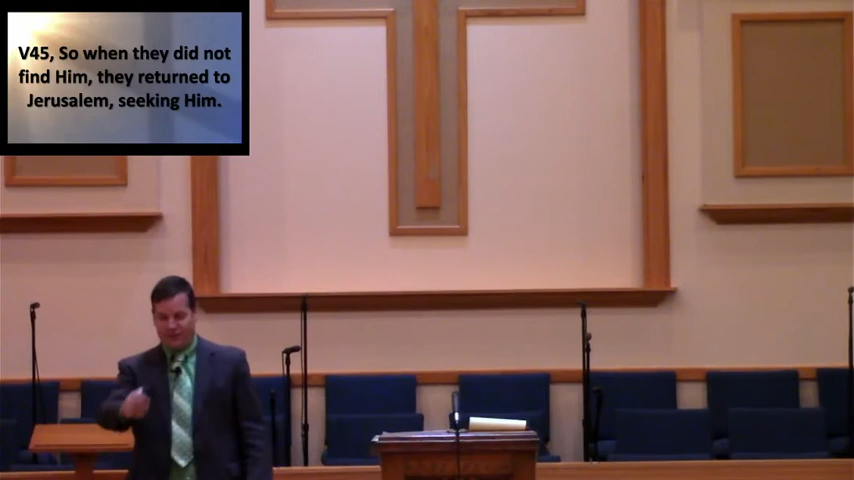 V45, So when they did not
find Him, they returned to
Jerusalem, seeking Him.